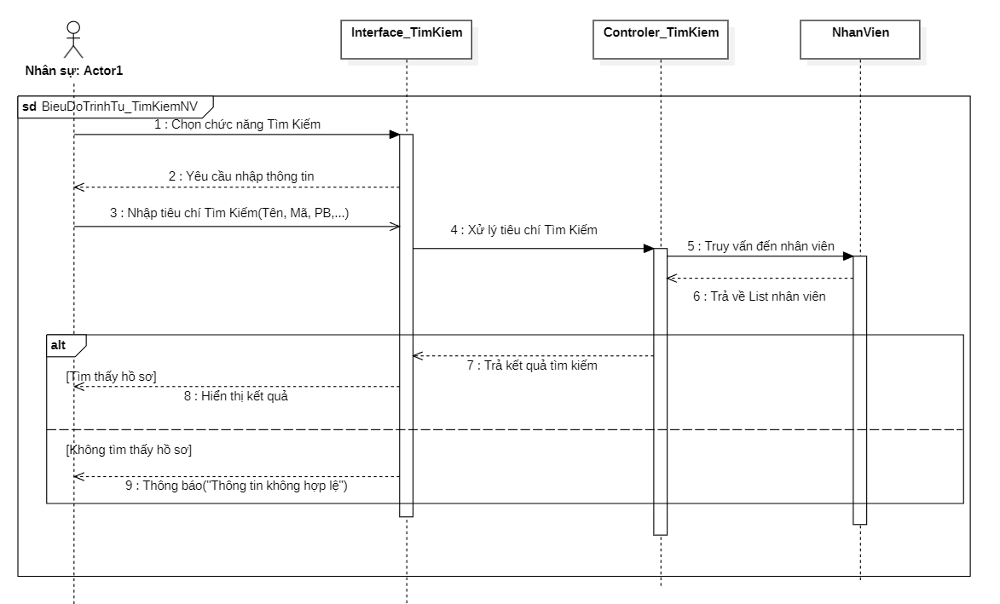 Interface_TimKiem
Controler_TimKiem
NhanVien
Nhân sự: Actor1
sd BieuDoTrinhTu_TimKiemNV
1 : Chọn chức năng Tìm Kiếm
2 : Yêu cầu nhập thông tin
3 : Nhập tiêu chí Tìm Kiếm(Tên, Mã, PB,...)
4 : Xử lý tiêu chí Tìm Kiếm
5 : Truy vấn đến nhân viên
6 : Trả về List nhân viên
alt
7 : Trả kết quả tìm kiếm
[Tìm thấy hồ sơ]
8 : Hiển thị kết quả
[Không tìm thấy hồ sơ]
9 : Thông báo("Thông tin không hợp lệ")